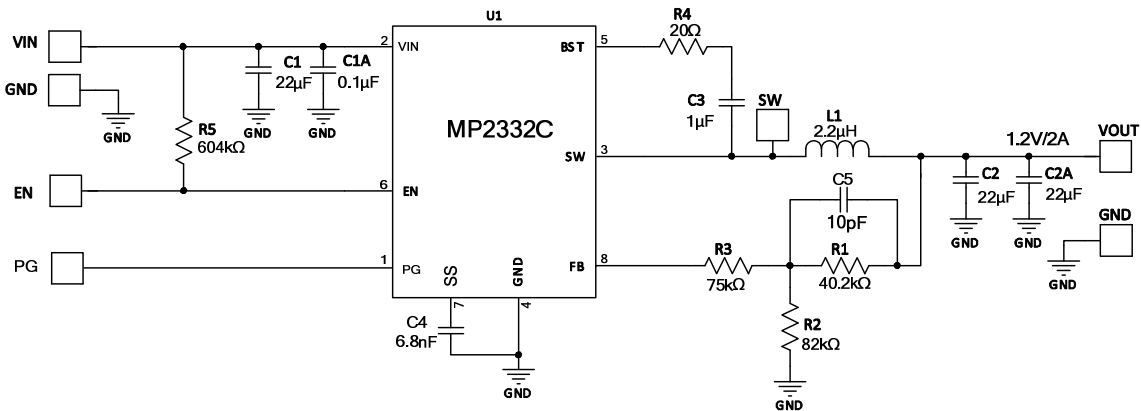 U1
VIN
2
VIN
BST
5
R4
20Ω
C1
22µF
C1A
0.1µF
GND
GND
GND
GND
R5
604kΩ
MP2332C
C3
1µF
SW
L1
2.2µH
SW
3
1.2V/2A
VOUT
EN
6
EN
C5
10pF
C2
22µF
C2A
22µF
GND
GND
GND
GND
PG
1
PG
SS
GND
FB
8
R3
75kΩ
R1
40.2kΩ
7
4
C4
6.8nF
R2
82kΩ
GND
GND